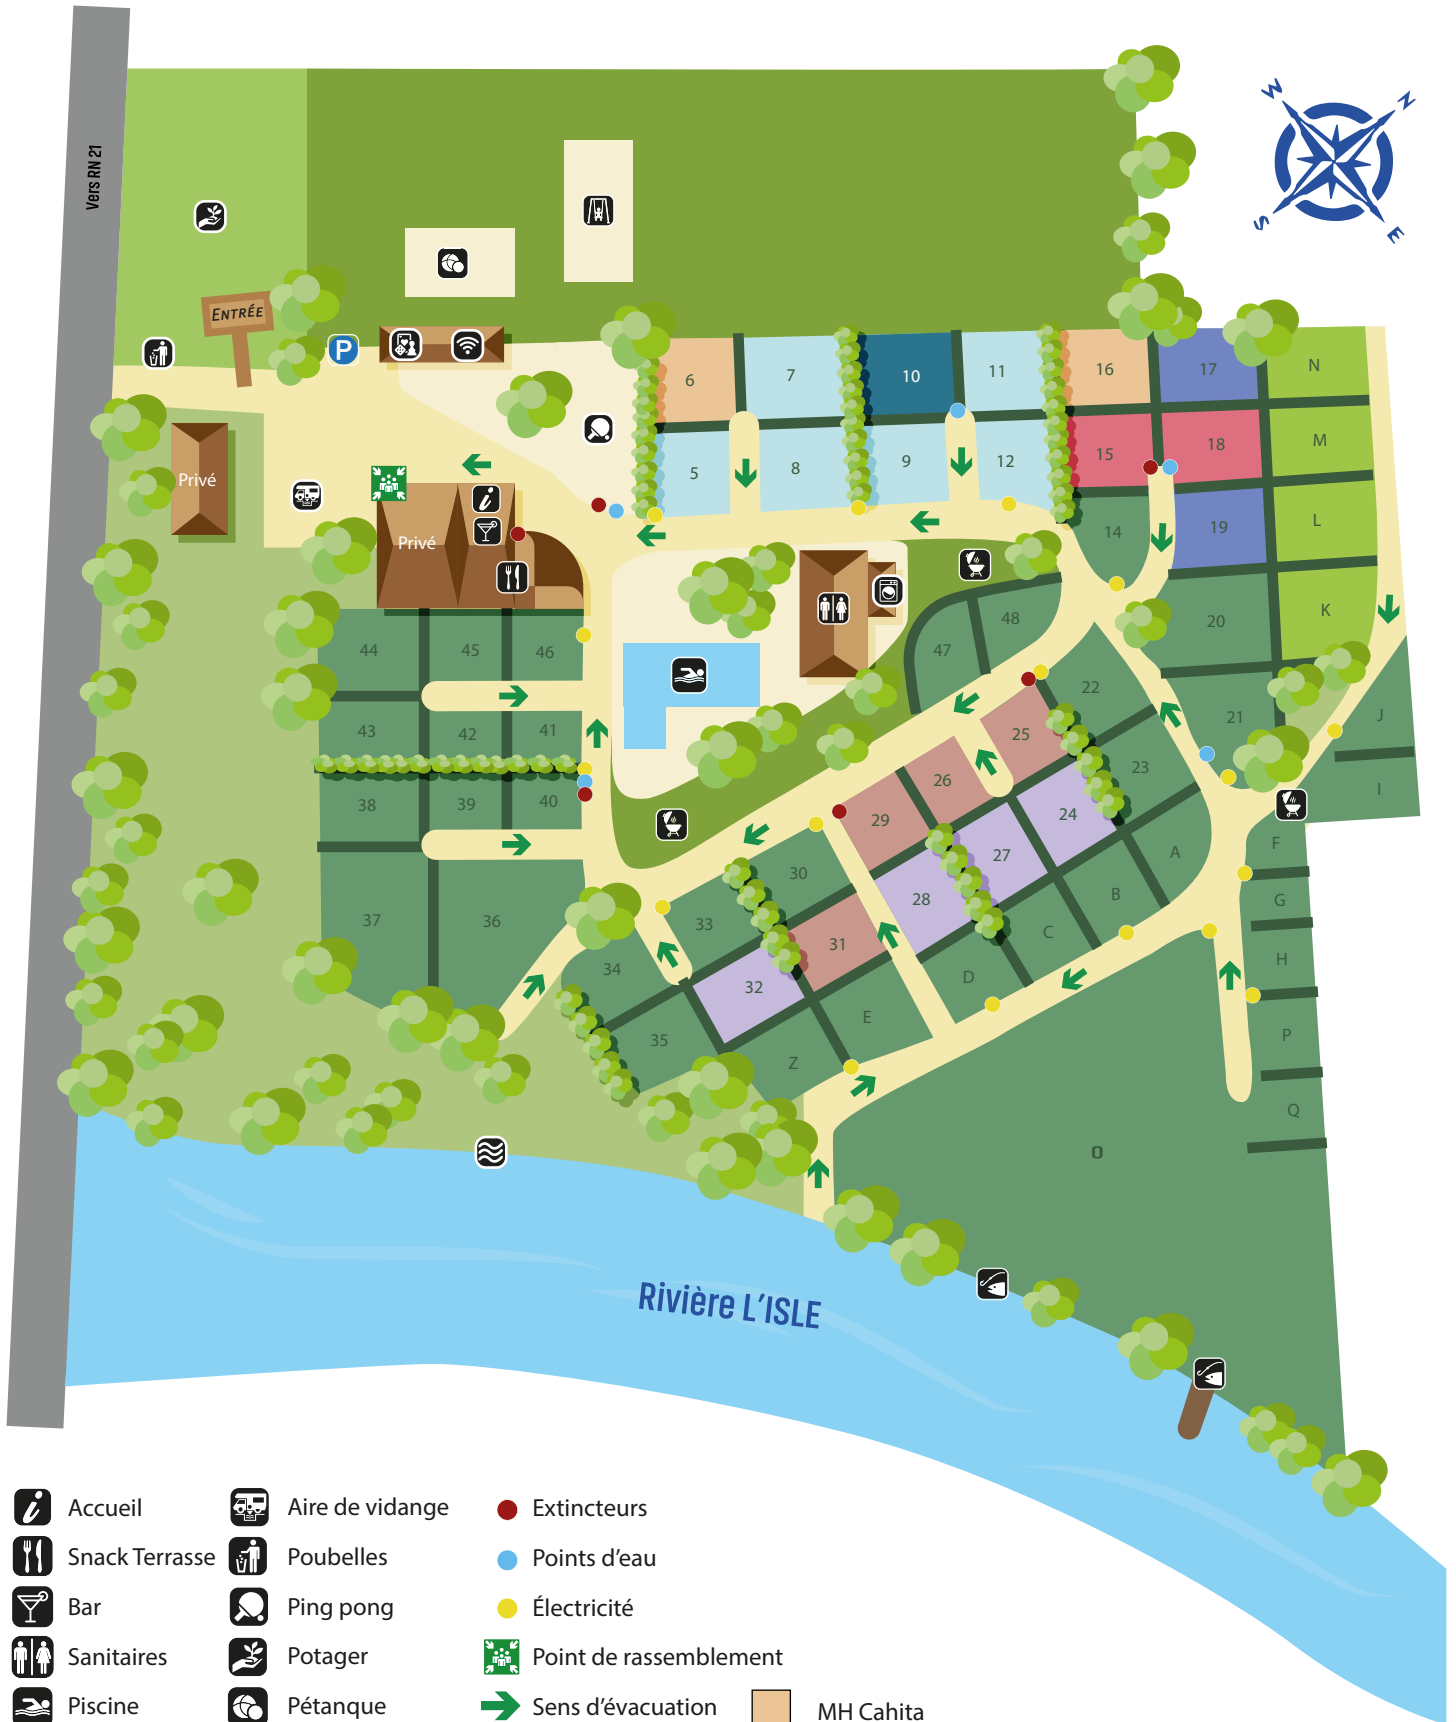 Vers RN 21
W
N
S
E
ENTRÉE
P
Privé
Privé
6
7
10
11
16
17
N
5
8
9
12
15
18
M
14
19
L
44
45
46
47
48
20
K
43
42
41
22
21
J
38
39
40
25
23
I
26
24
29
27
A
F
30
28
B
G
37
36
33
31
C
H
34
32
D
P
35
E
Z
Q
O
Rivière L'ISLE
Accueil
Aire de vidange
Extincteurs
Snack Terrasse
Poubelles
Points d'eau
Bar
Ping pong
Électricité
Sanitaires
Potager
Point de rassemblement
Piscine
Pétanque
Sens d'évacuation
MH Cahita